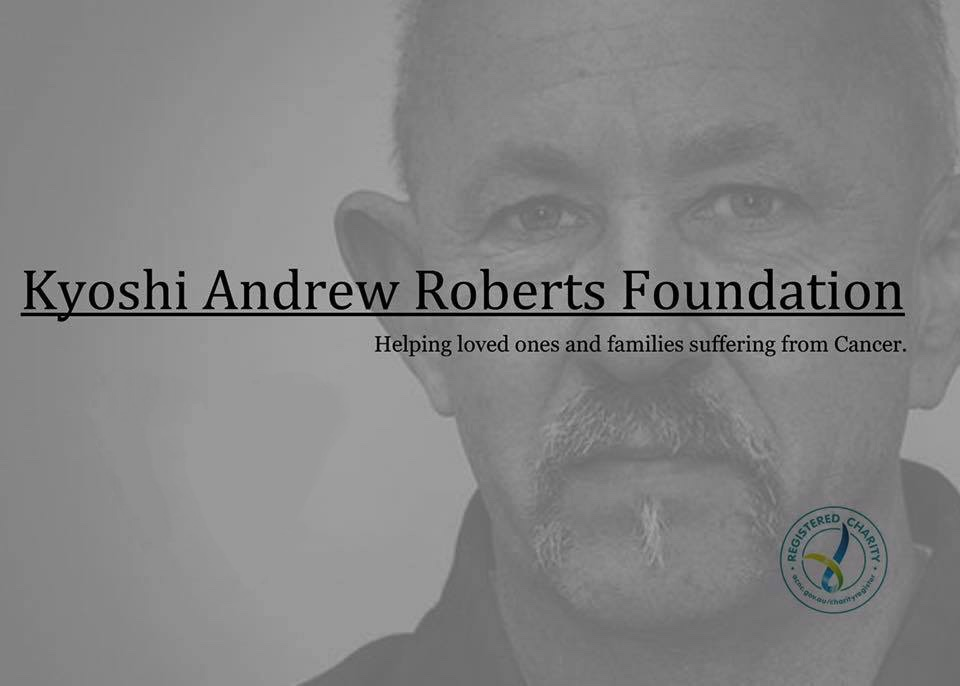 Kyoshi Andrew Roberts Foundation
Helping loved ones and families suffering from Cancer.
REGISTERED CHARITY
acnc.gov.au/charityregister